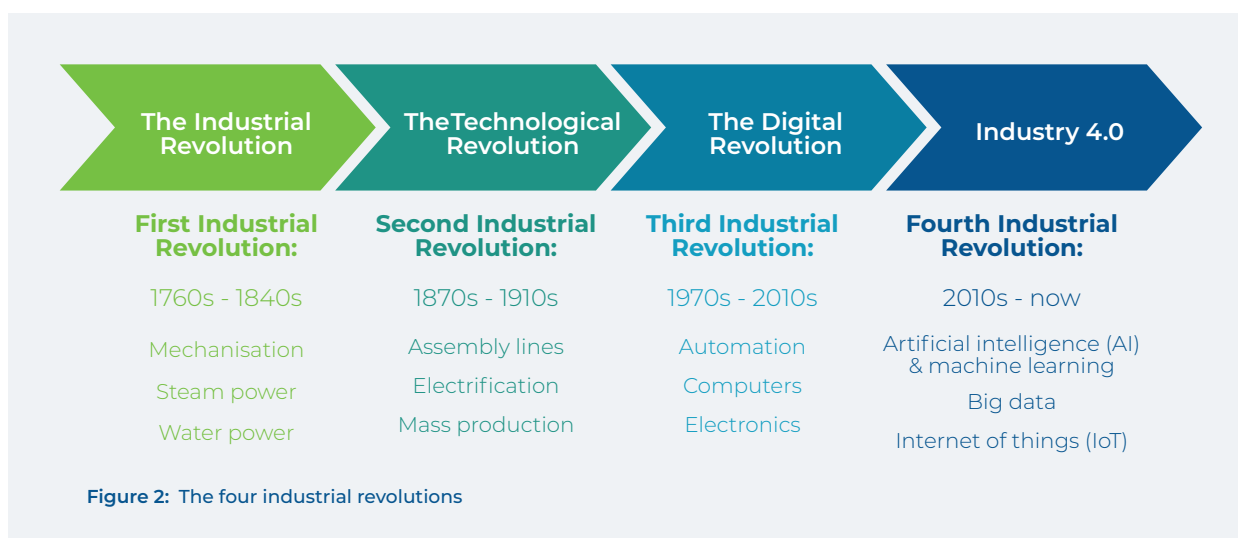 The Industrial
Revolution
TheTechnological
Revolution
The Digital
Revolution
Industry 4.0
First Industrial
Revolution:
1760s - 1840s
Mechanisation
Steam power
Water power
Second Industrial
Revolution:
1870s - 1910s
Assembly lines
Electrification
Mass production
Third Industrial
Revolution:
1970s - 2010s
Automation
Computers
Electronics
Fourth Industrial
Revolution:
2010s - now
Artificial intelligence (AI)
& machine learning
Big data
Internet of things (IoT)
Figure 2: The four industrial revolutions